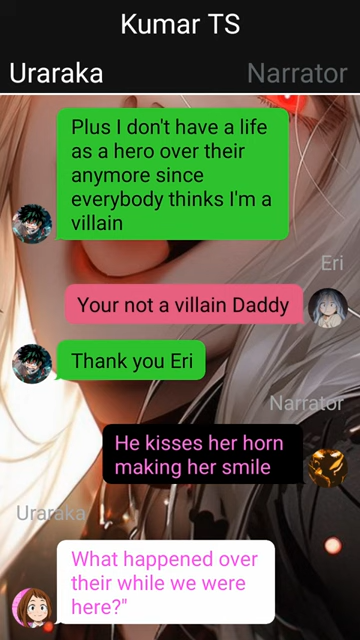 Kumar TS
Uraraka Narrator
Plus I don't have a life
as a hero over their
anymore since
everybody thinks I'm a
villain
Eri
Your not a villain Daddy
Thank you Eri
Narrator
He kisses her horn
making her smile
Uraraka
What happened over
their while we were
here?"